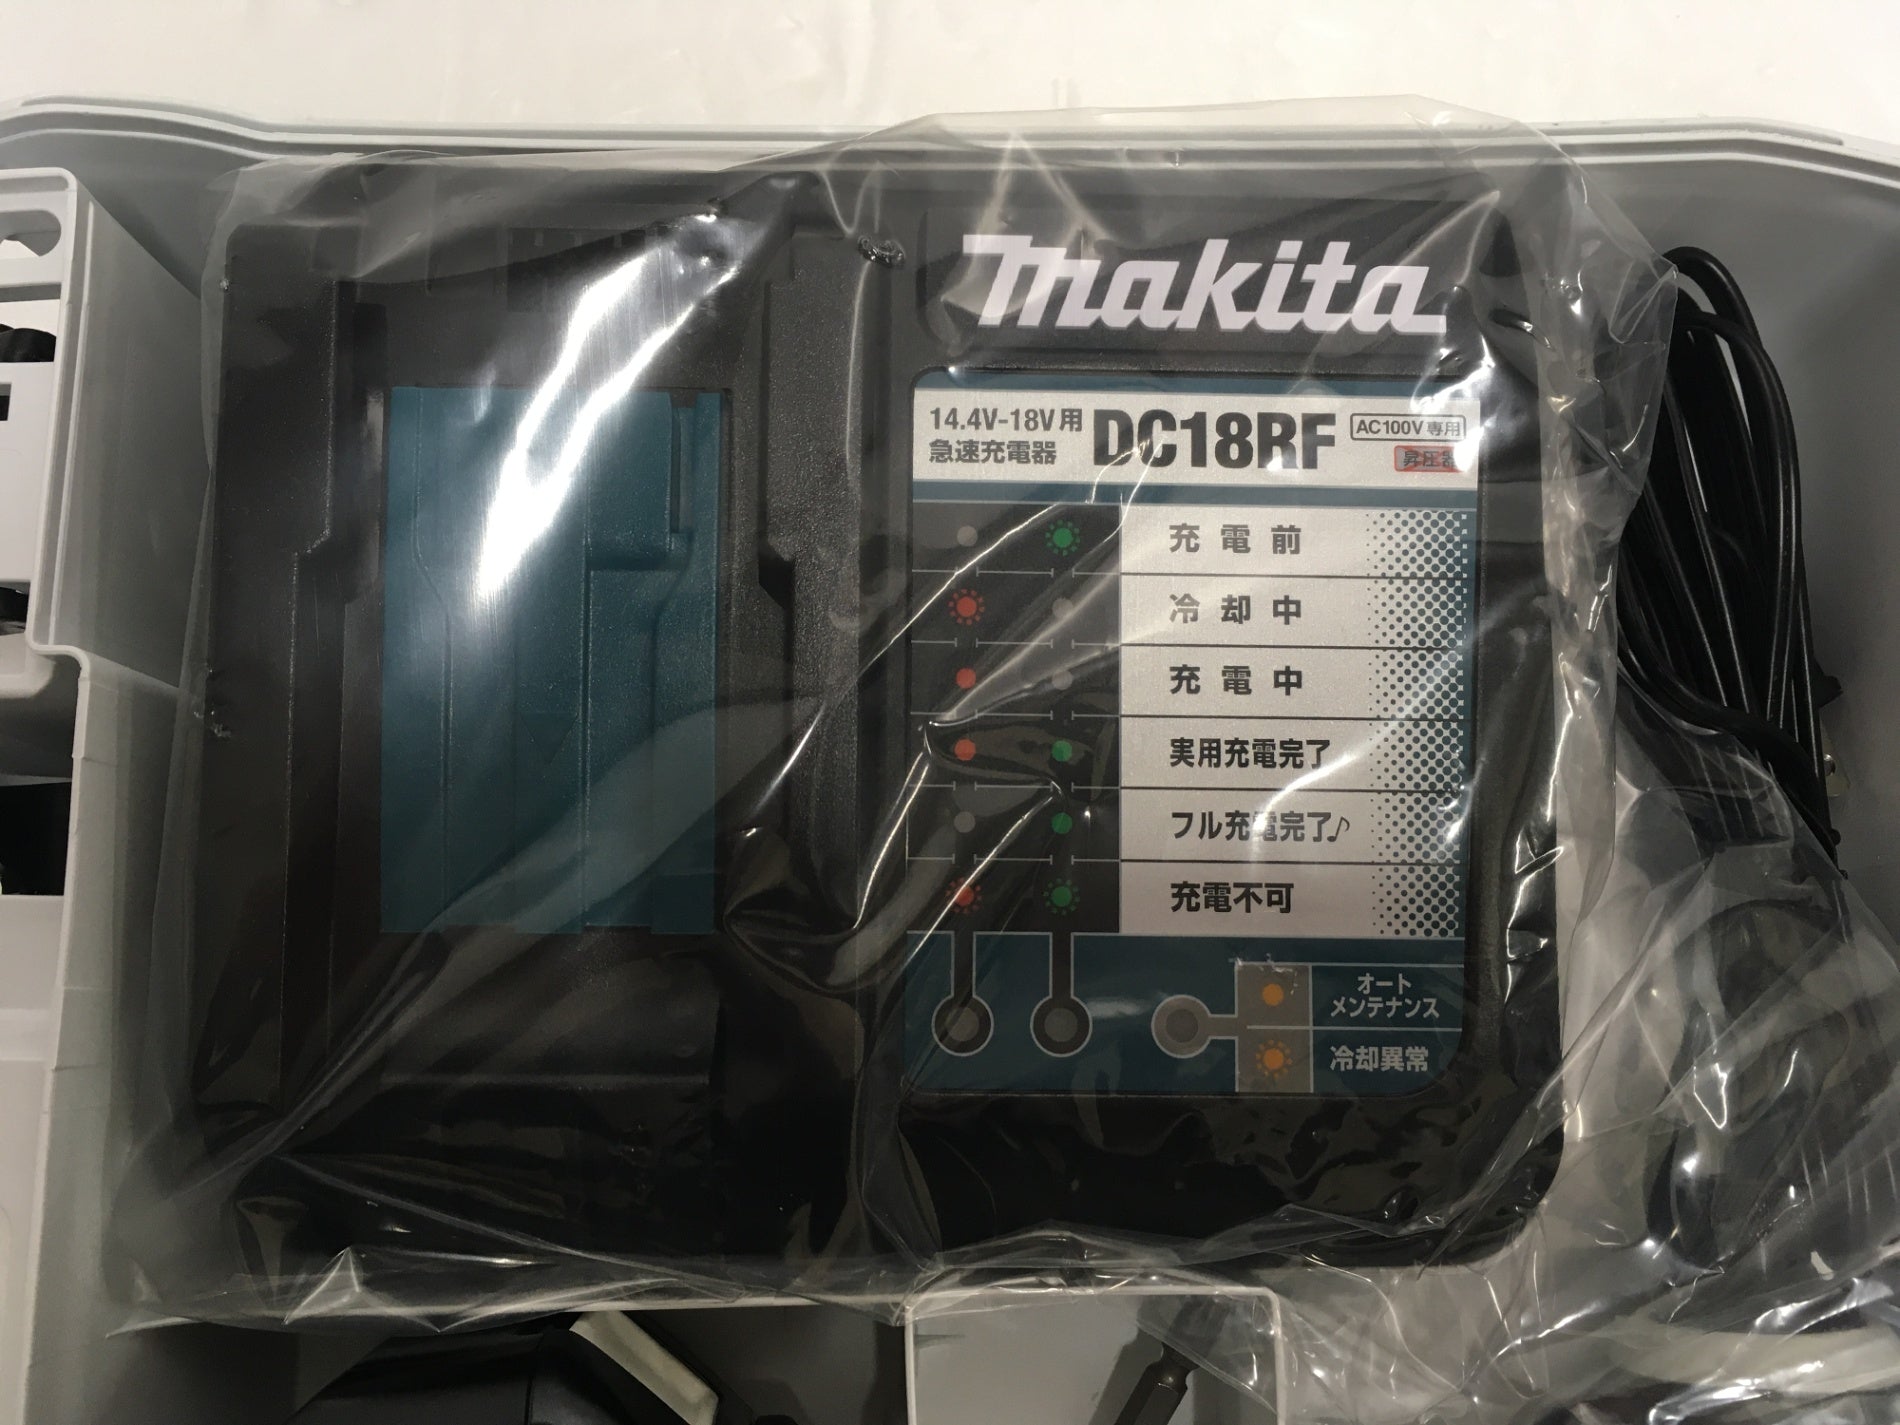 makita
14.4V-18V用
急速充電器
DC18RF
AC100V専用
昇圧器
充電前
冷却中
充電中
実用充電完了
フル充電完了♪
充電不可
オート
メンテナンス
冷却異常